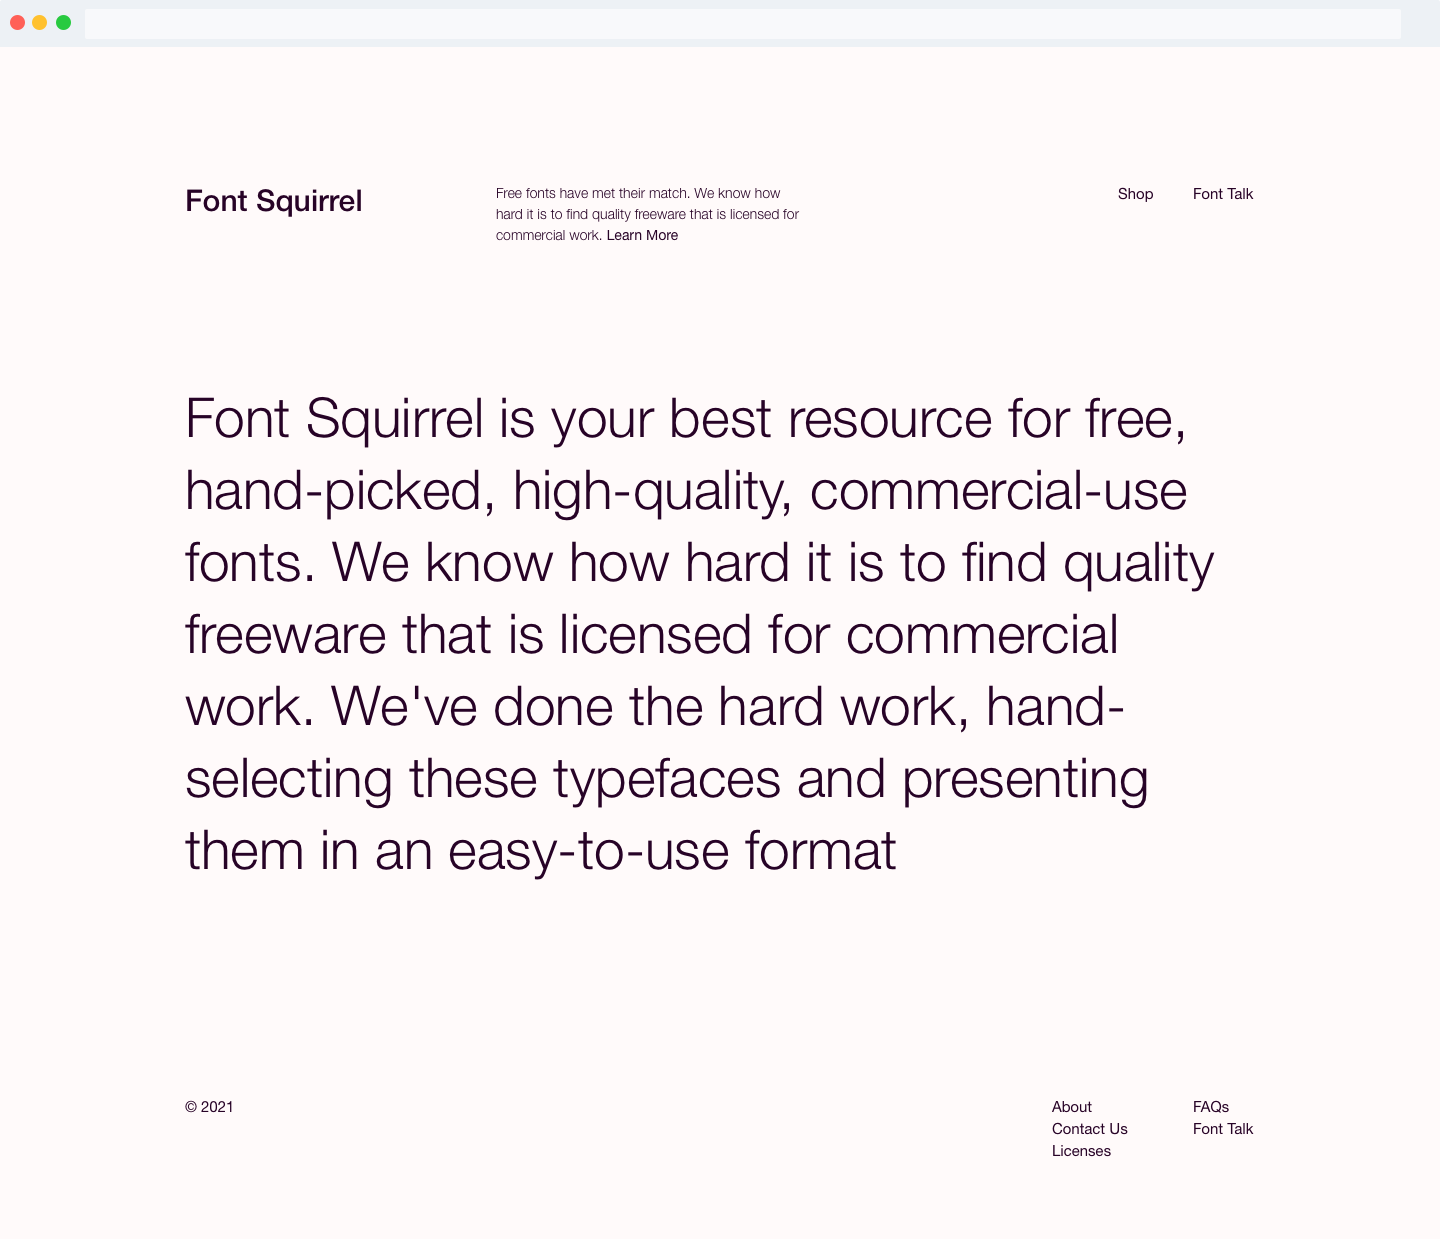 Font Squirrel
Free fonts have met their match. We know how
hard it is to find quality freeware that is licensed for
commercial work. Learn More
Shop
Font Talk
Font Squirrel is your best resource for free,
hand-picked, high-quality, commercial-use
fonts. We know how hard it is to find quality
freeware that is licensed for commercial
work. We've done the hard work, hand-
selecting these typefaces and presenting
them in an easy-to-use format
© 2021
About
Contact Us
Licenses
FAQs
Font Talk